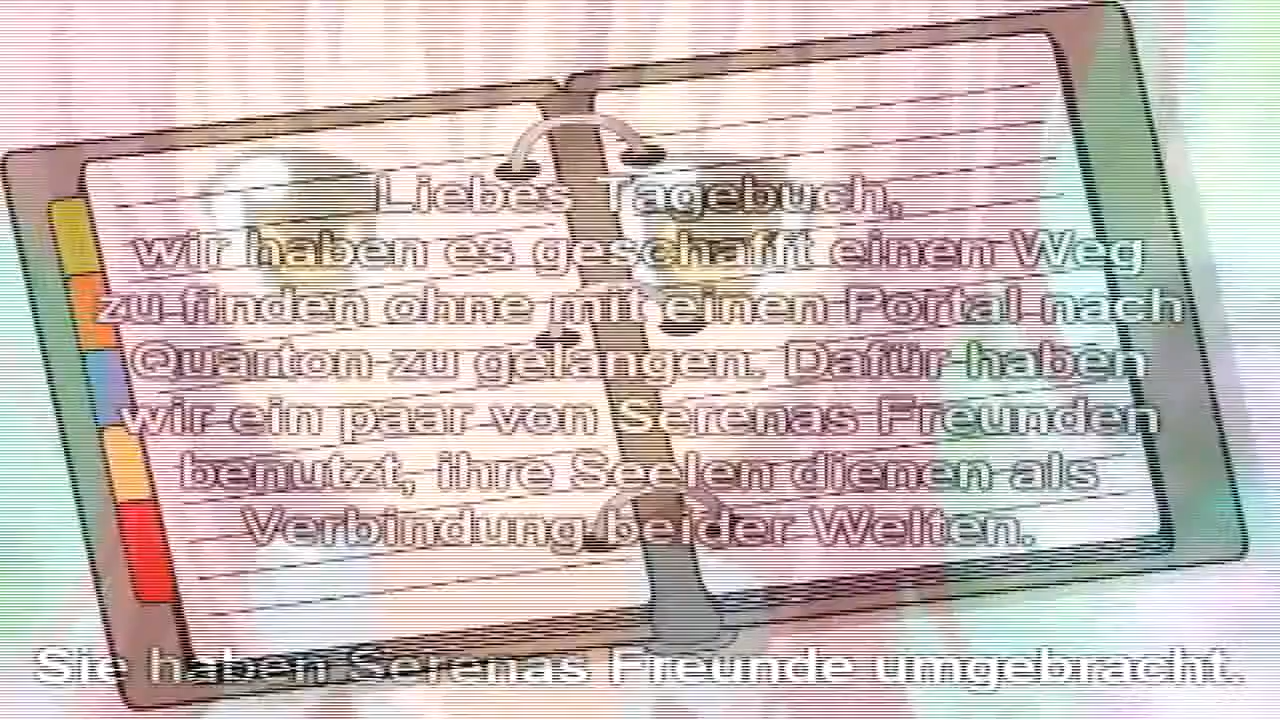 Liebes Tagebuch,
wir haben es geschafft einen Weg
zu finden ohne mit einen Portal nach
Quanton zu gelangen. Dafür haben
wir ein paar von Serenas Freunden
benutzt, ihre Seelen dienen als
Verbindung beider Welten.
Sie haben Serenas Freunde umgebracht.